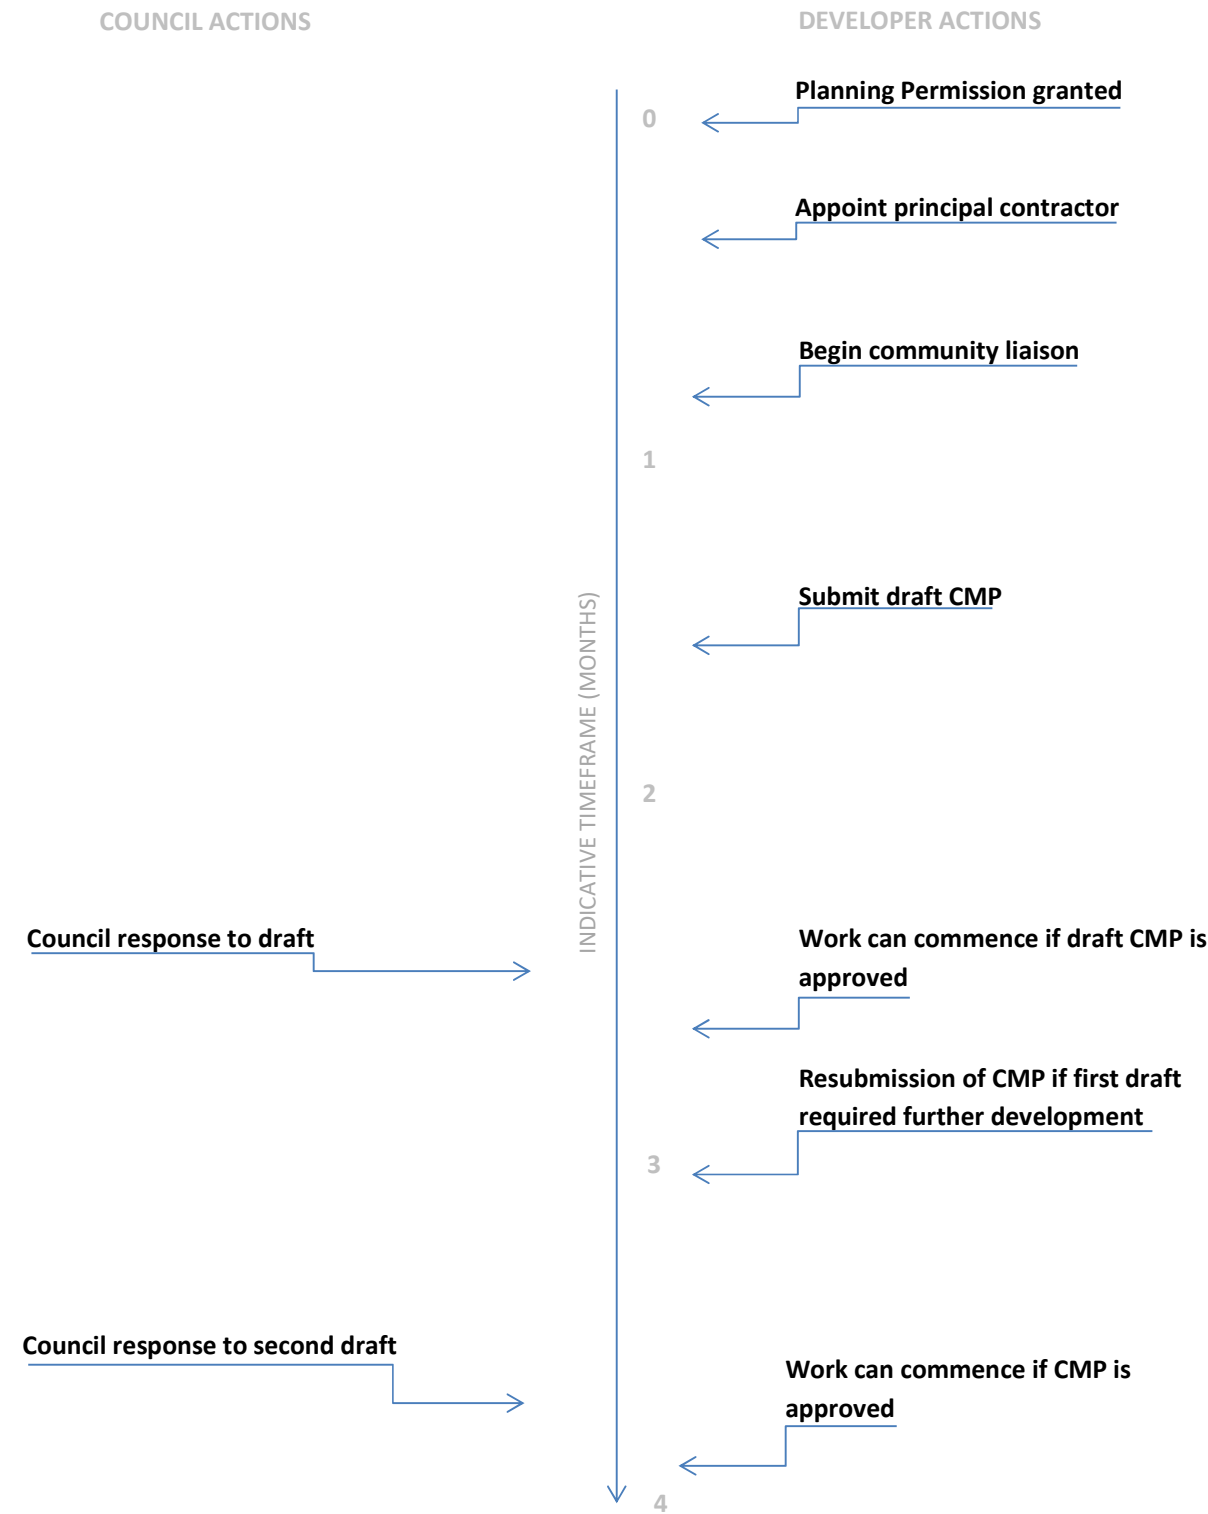 COUNCIL ACTIONS
DEVELOPER ACTIONS
Planning Permission granted
0
Appoint principal contractor
Begin community liaison
1
Submit draft CMP
INDICATIVE TIMEFRAME (MONTHS)
2
Council response to draft
Work can commence if draft CMP is
approved
Resubmission of CMP if first draft
required further development
3
Council response to second draft
Work can commence if CMP is
approved
4